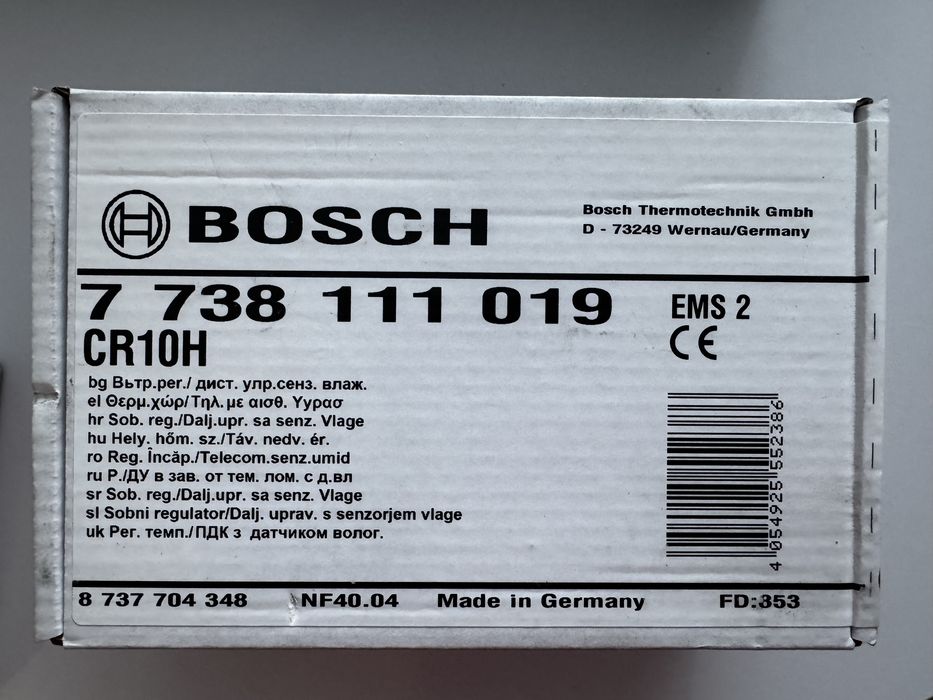 BOSCH
Bosch Thermotechnik Gmbh
D - 73249 Wernau/Germany
7 738 111 019
EMS 2
CR10H
CE
bg Вътр.рег./ дист. упр.сенз. влаж.
el Θερμ.χώρ/Τηλ.με αισθ. Υγρασ
hr Sob. reg./Dalj.upr. sa senz. Vlage
hu Hely. hőm. sz./Táv. nedv. ér.
ro Reg. Încăp./Telecom.senz.umid
ru Р./ДУ в зав. от тем. пом. с д.вл
sr Sob. reg./Dalj.upr. sa senz. Vlage
sl Sobni regulator/Dalj. uprav. s senzorjem vlage
uk Рег. темп./ПДК з датчиком волог.
4 054925 552386
8 737 704 348 NF40.04 Made in Germany FD:353